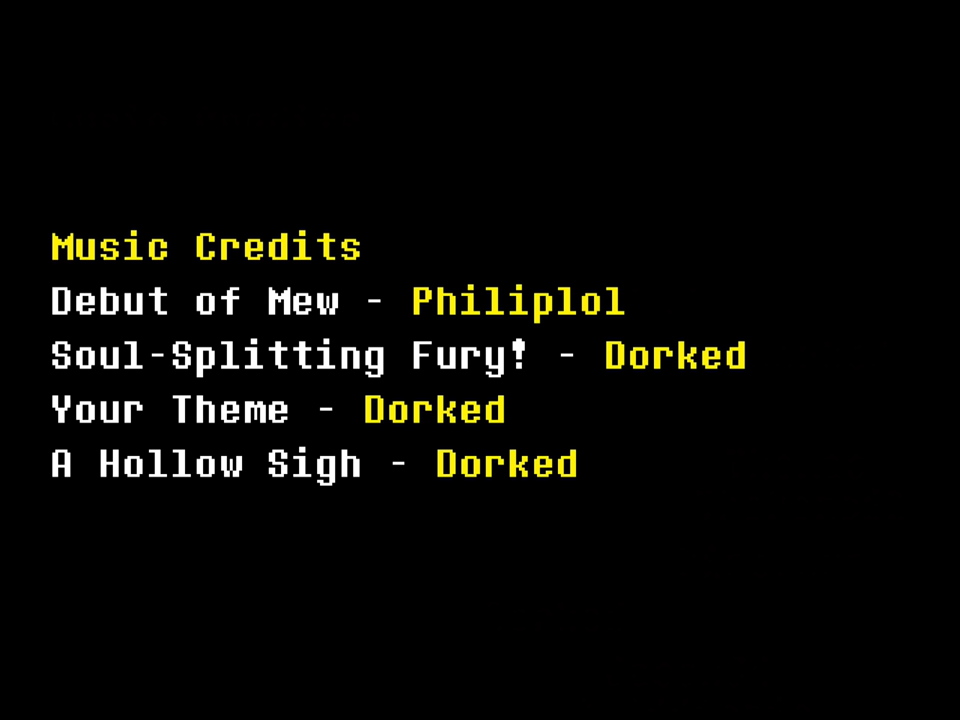 Music Credits
Debut of Mew - Philiplol
Soul-Splitting Fury! - Dorked
Your Theme - Dorked
A Hollow Sigh - Dorked